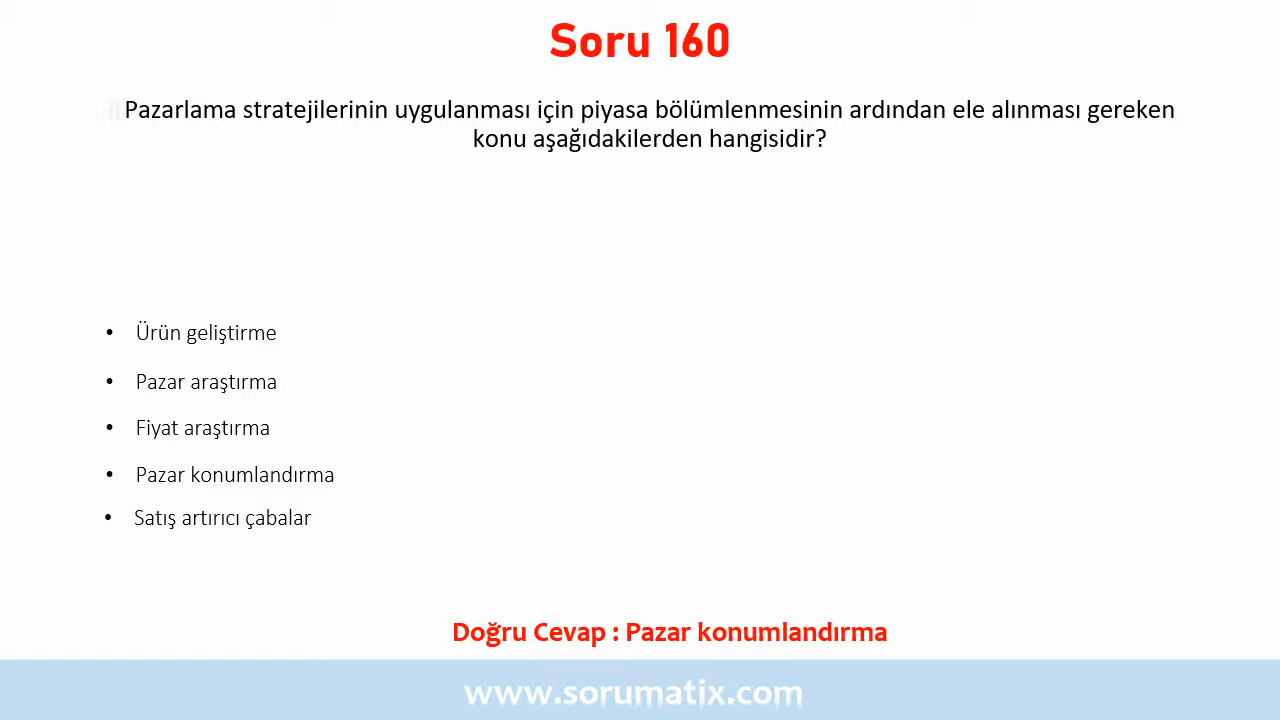 Soru 160
Pazarlama stratejilerinin uygulanması için piyasa bölümlenmesinin ardından ele alınması gereken
konu aşağıdakilerden hangisidir?
• Ürün geliştirme
• Pazar araştırma
• Fiyat araştırma
• Pazar konumlandırma
• Satış artırıcı çabalar
Doğru Cevap : Pazar konumlandırma
www.sorumatix.com